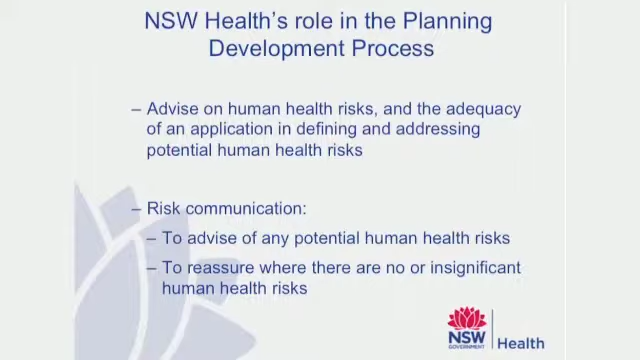 NSW Health's role in the Planning
Development Process
– Advise on human health risks, and the adequacy
of an application in defining and addressing
potential human health risks
– Risk communication:
– To advise of any potential human health risks
– To reassure where there are no or insignificant
human health risks
NSW
GOVERNMENT
Health